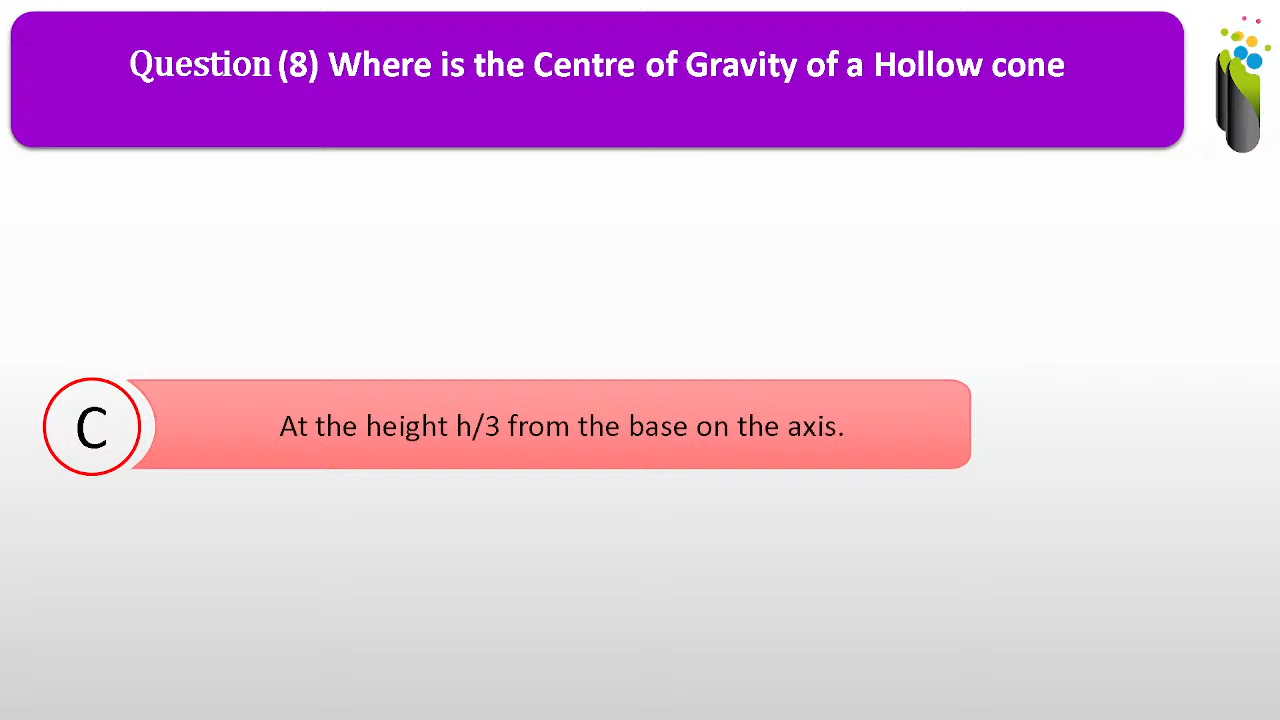 Question (8) Where is the Centre of Gravity of a Hollow cone
C
At the height h/3 from the base on the axis.